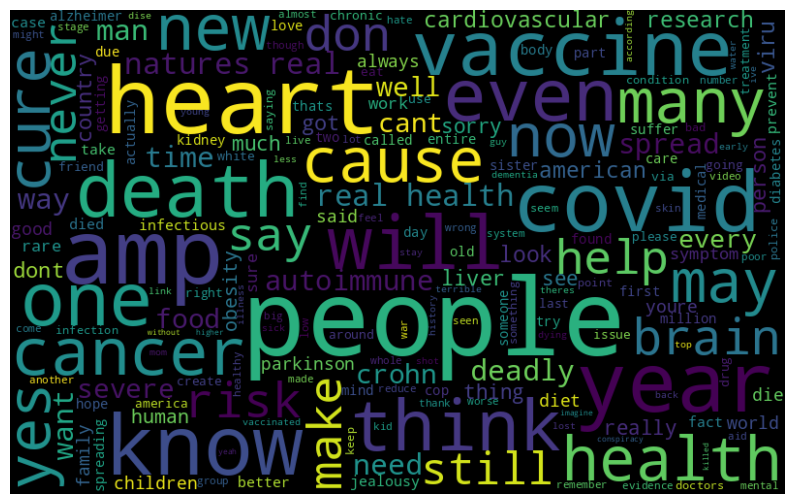 case
alzheimer
dise
almost
chronic
hate
cardiovascular
research
according
water
stage
might
man
new
love
though
don
body
part
vaccine
treatment
live
viru
due
natures real
always
eat
condition
number
prevent
cure
never
country
getting
actually
heart
well
work
use
even
many
thats
got
cant
sorry
suffer
bad
early
saying
young
kidney
two
lot
called
entire
guy
now
spread
care
going
person
take
much
live
cause
white
friend
time
less
dementia
sister
american
via
video
medical
diabetes
way
death
find
real health
seem
covid
skin
police
good
died
infectious
said
feel
wrong
system
found
please
poor
rare
amp
say
will
day
stay
old
look
help
every
symptom
dont
sure
autoimmune
liver
see
someone
something
point
first
youre
may
one
link
right
obesity
illness
terrible
theres
last
million
come
infection
food
big
sick
low
around
people
war
history
seen
try
issue
brain
without
higher
cancer
parkinson
whole
shot
dying
top
another
mom
healthy
made
crohn
deadly
drug
yes
want
severe
create
mind
reduce
cop
thing
diet
year
back
die
hope
america
risk
make
thank
worse
kid
think
really
fact
world
family
spreading
human
know
vaccinated
yeah
keep
lost
imagine
conspiracy
aid
need
still
health
killed
children
group
better
jealousy
remember
evidence
doctors
mental